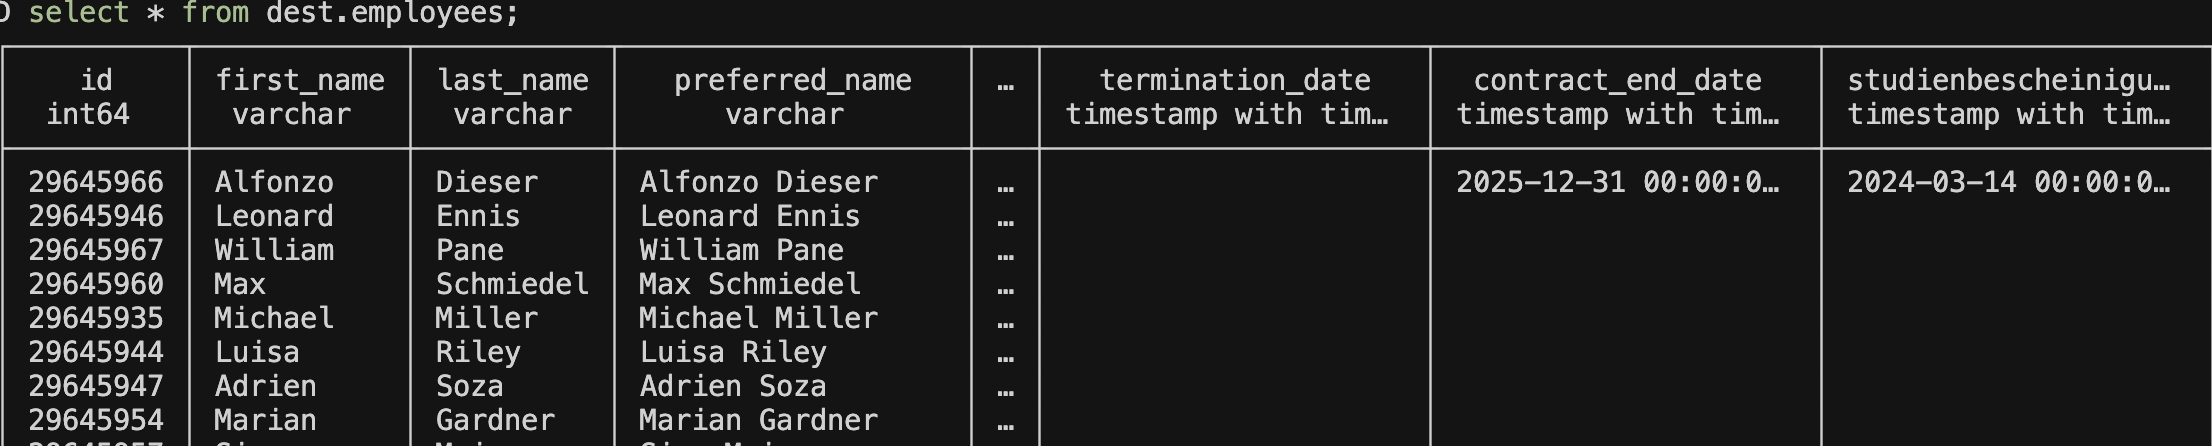 D select * from dest.employees;
id first_name last_name preferred_name … termination_date contract_end_date studienbescheinigu…
int64 varchar varchar varchar timestamp with tim… timestamp with tim… timestamp with tim…
29645966 Alfonzo Dieser Alfonzo Dieser … 2025-12-31 00:00:0… 2024-03-14 00:00:0…
29645946 Leonard Ennis Leonard Ennis …
29645967 William Pane William Pane …
29645960 Max Schmiedel Max Schmiedel …
29645935 Michael Miller Michael Miller …
29645944 Luisa Riley Luisa Riley …
29645947 Adrien Soza Adrien Soza …
29645954 Marian Gardner Marian Gardner …